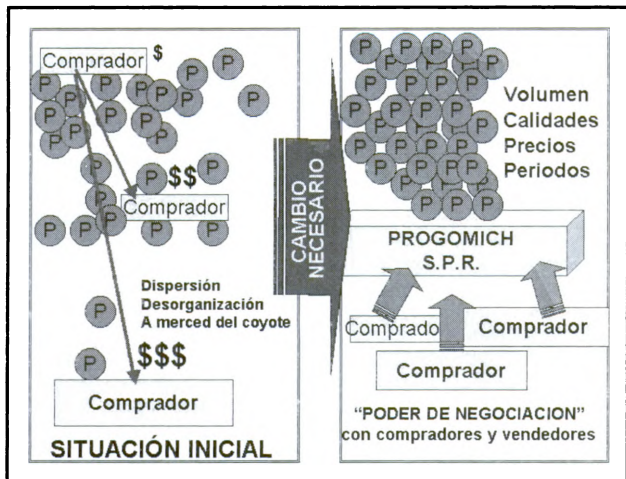 Comprador $
P P P P P P P P P P P P P P P P P P
P P $$
Comprador
P P P P P
Dispersión
Desorganización
A merced del coyote
P
P $$$
Comprador
SITUACIÓN INICIAL
CAMBIO
NECESARIO
Volumen
Calidades
Precios
Periodos
PROGOMICH
S.P.R.
Comprado
Comprador
Comprador
“PODER DE NEGOCIACION”
con compradores y vendedores